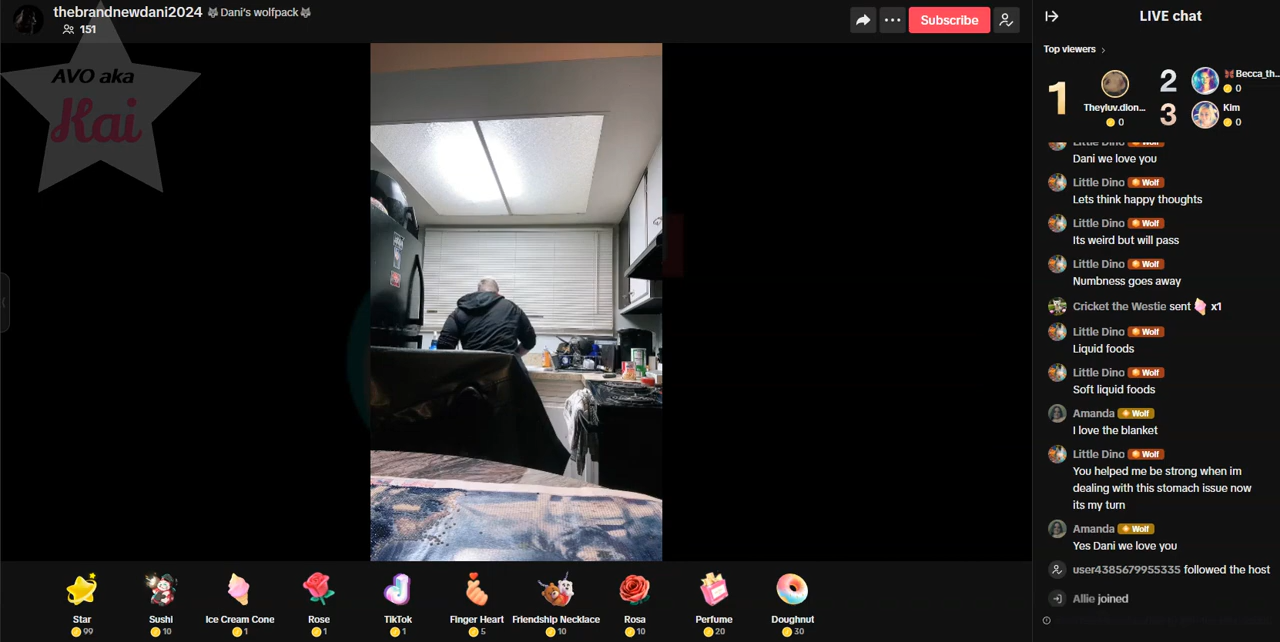 thebrandnewdani2024 🐺Dani's wolfpack🐺
151
Subscribe
LIVE chat
AVO aka
Kai
Top viewers
1
Theyluv.dion...
0
2
Becca_th...
0
3
Kim
0
Little Dino Wolf
Dani we love you
Little Dino Wolf
Lets think happy thoughts
Little Dino Wolf
Its weird but will pass
Little Dino Wolf
Numbness goes away
Cricket the Westie sent x1
Little Dino Wolf
Liquid foods
Little Dino Wolf
Soft liquid foods
Amanda Wolf
I love the blanket
Little Dino Wolf
You helped me be strong when im
dealing with this stomach issue now
its my turn
Amanda Wolf
Yes Dani we love you
user4385679955335 followed the host
Allie joined
Star
99
Sushi
10
Ice Cream Cone
1
Rose
1
TikTok
1
Finger Heart
5
Friendship Necklace
10
Rosa
10
Perfume
20
Doughnut
30